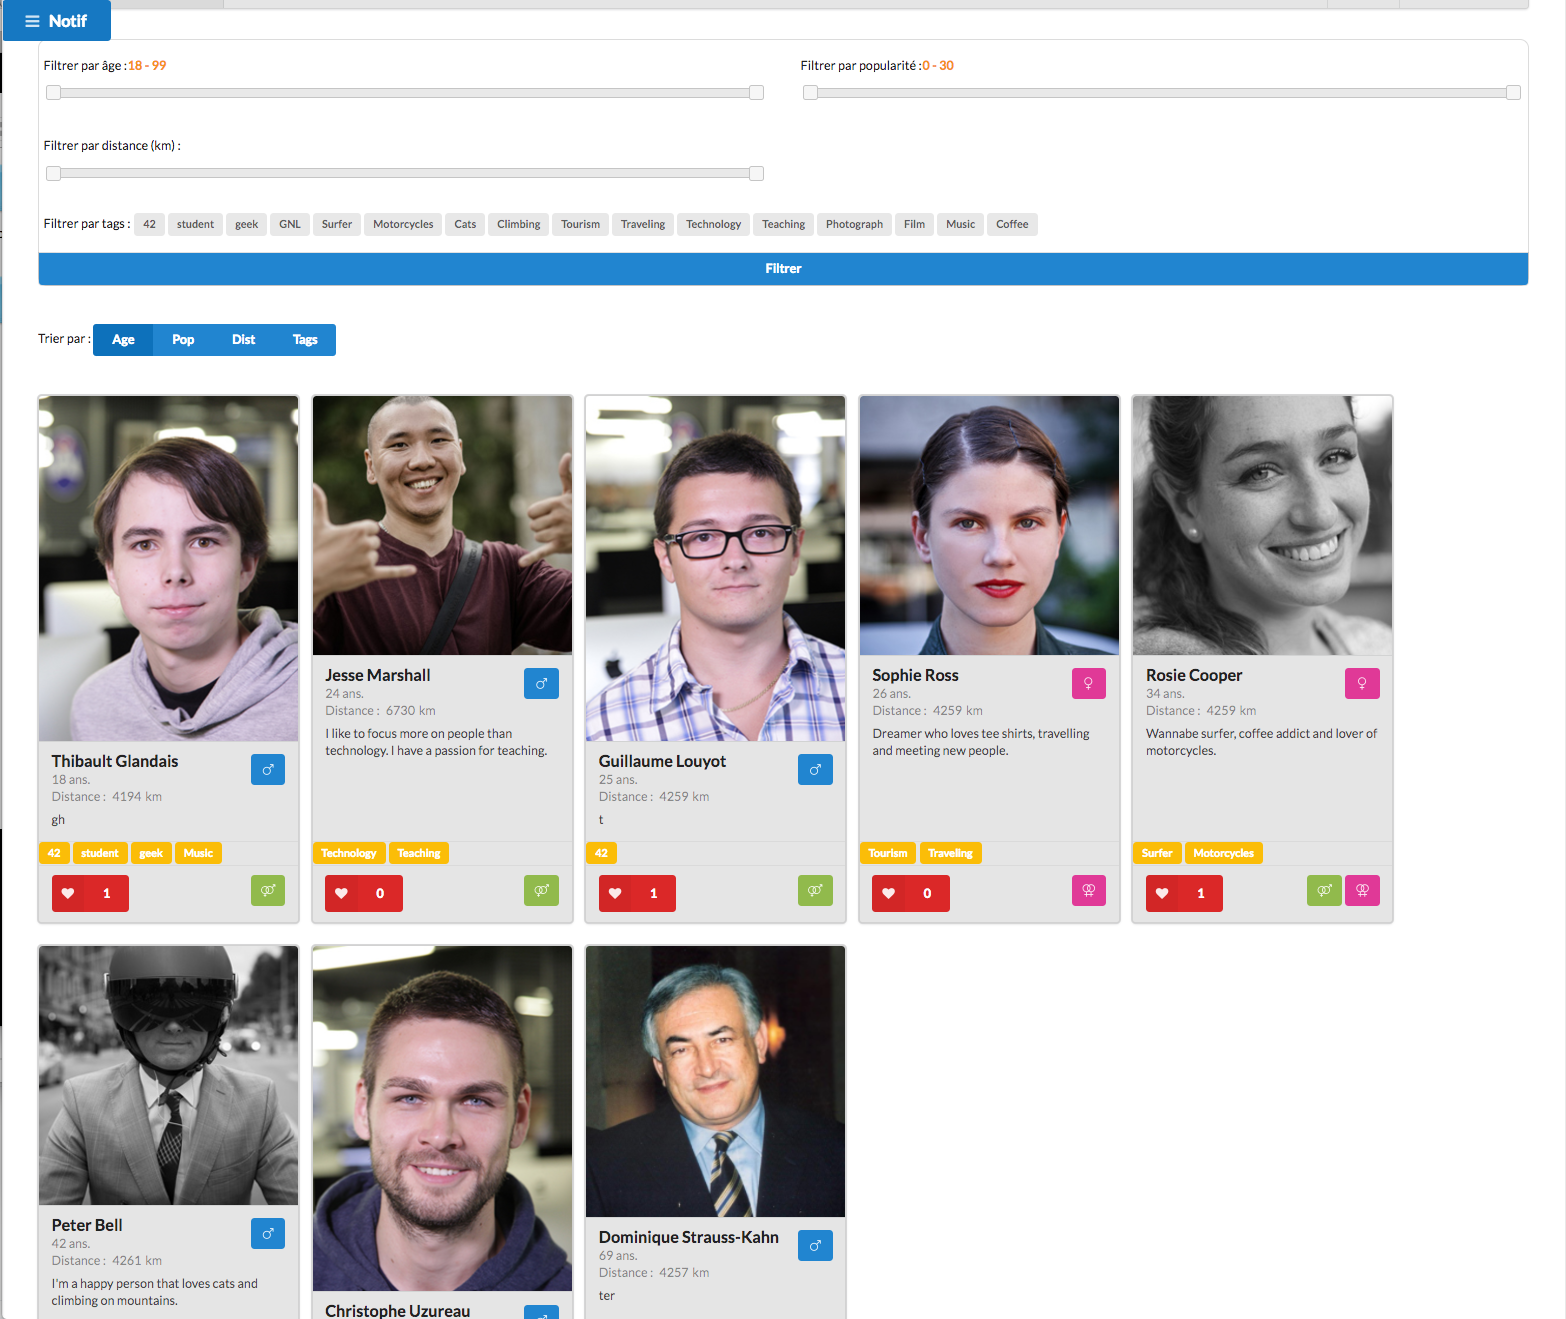 Notif
Filtrer par âge : 18 - 99
Filtrer par popularité : 0 - 30
Filtrer par distance (km) :
Filtrer par tags : 42 student geek GNL Surfer Motorcycles Cats Climbing Tourism Traveling Technology Teaching Photograph Film Music Coffee
Filtrer
Trier par : Age Pop Dist Tags
Thibault Glandais
18 ans.
Distance : 4194 km
gh
42 student geek Music
1
Jesse Marshall
24 ans.
Distance : 6730 km
I like to focus more on people than
technology. I have a passion for teaching.
Technology Teaching
0
Guillaume Louyot
25 ans.
Distance : 4259 km
t
42
1
Sophie Ross
26 ans.
Distance : 4259 km
Dreamer who loves tee shirts, travelling
and meeting new people.
Tourism Traveling
0
Rosie Cooper
34 ans.
Distance : 4259 km
Wannabe surfer, coffee addict and lover of
motorcycles.
Surfer Motorcycles
1
Peter Bell
42 ans.
Distance : 4261 km
I'm a happy person that loves cats and
climbing on mountains.
Christophe Uzureau
Dominique Strauss-Kahn
69 ans.
Distance : 4257 km
ter